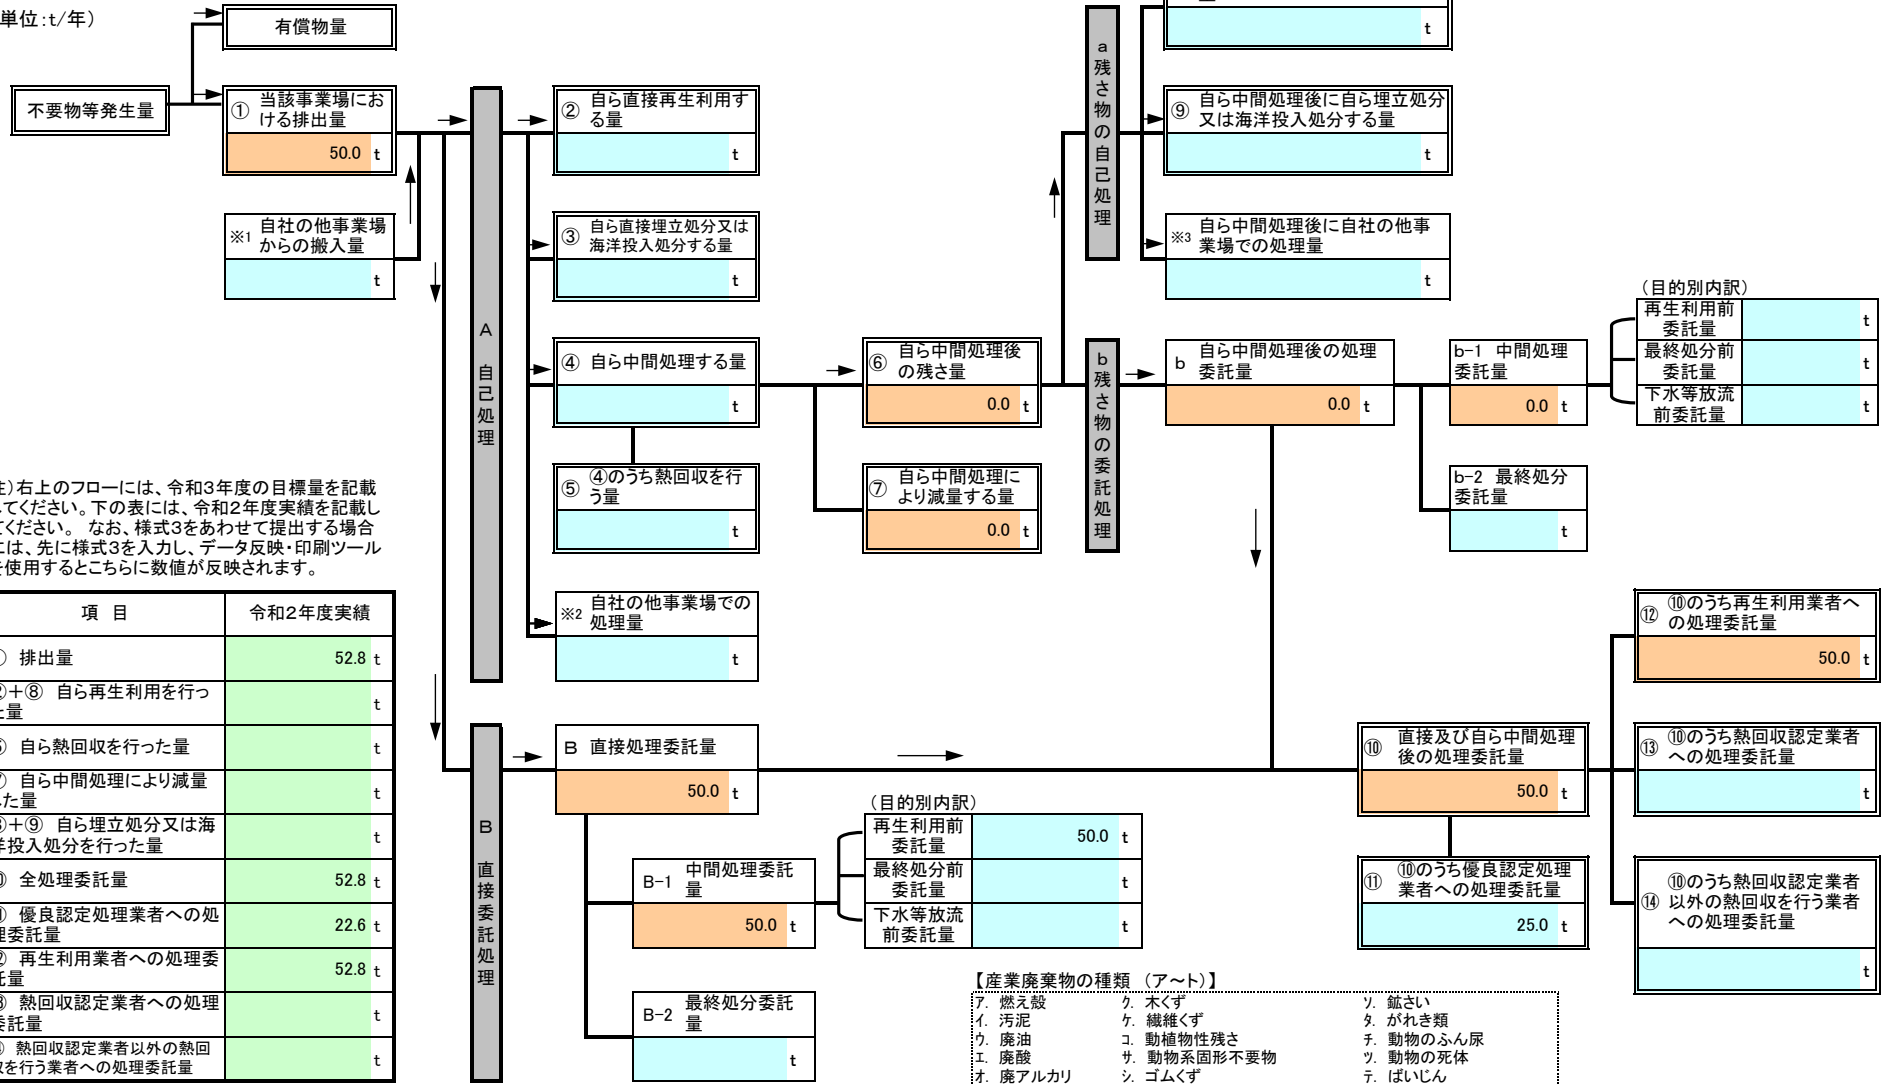 単位:t/年）
有償物量
不要物等発生量
① 当該事業場にお
ける排出量
50.0 t
※1 自社の他事業場
からの搬入量
t
A 自己処理
② 自ら直接再生利用す
る量
t
③ 自ら直接埋立処分又は
海洋投入処分する量
t
④ 自ら中間処理する量
t
⑤ ④のうち熱回収を行
う量
t
※2 自社の他事業場での
処理量
t
⑥ 自ら中間処理後
の残さ量
0.0 t
⑦ 自ら中間処理に
より減量する量
0.0 t
a 残さ物の自己処理
t
⑨ 自ら中間処理後に自ら埋立処分
又は海洋投入処分する量
t
※3 自ら中間処理後に自社の他事
業場での処理量
t
b 残さ物の委託処理
b 自ら中間処理後の処理
委託量
0.0 t
b-1 中間処理
委託量
0.0 t
b-2 最終処分
委託量
t
（目的別内訳）
再生利用前
委託量
t
最終処分前
委託量
t
下水等放流
前委託量
t
右上のフローには、令和3年度の目標量を記載
してください。下の表には、令和2年度実績を記載し
てください。 なお、様式3をあわせて提出する場合
には、先に様式3を入力し、データ反映・印刷ツール
を使用するとこちらに数値が反映されます。
項 目 令和2年度実績
排出量 52.8 t
＋⑧ 自ら再生利用を行っ
た量 t
自ら熱回収を行った量 t
自ら中間処理により減量
した量 t
＋⑨ 自ら埋立処分又は海
洋投入処分を行った量 t
全処理委託量 52.8 t
優良認定処理業者への処
理委託量 22.6 t
再生利用業者への処理委
託量 52.8 t
熱回収認定業者への処理
委託量 t
熱回収認定業者以外の熱回
収を行う業者への処理委託量 t
B 直接委託処理
B 直接処理委託量
50.0 t
B-1 中間処理委託
量
50.0 t
B-2 最終処分委託
量
t
（目的別内訳）
再生利用前
委託量
50.0 t
最終処分前
委託量
t
下水等放流
前委託量
t
⑩ 直接及び自ら中間処理
後の処理委託量
50.0 t
⑪ ⑩のうち優良認定処理
業者への処理委託量
25.0 t
⑫ ⑩のうち再生利用業者へ
の処理委託量
50.0 t
⑬ ⑩のうち熱回収認定業者
への処理委託量
t
⑭ ⑩のうち熱回収認定業者
以外の熱回収を行う業者
への処理委託量
t
【産業廃棄物の種類 （ア～ト）】
ア. 燃え殻 ク. 木くず ソ. 鉱さい
イ. 汚泥 ケ. 繊維くず タ. がれき類
ウ. 廃油 コ. 動植物性残さ チ. 動物のふん尿
エ. 廃酸 サ. 動物系固形不要物 ツ. 動物の死体
オ. 廃アルカリ シ. ゴムくず テ. ばいじん